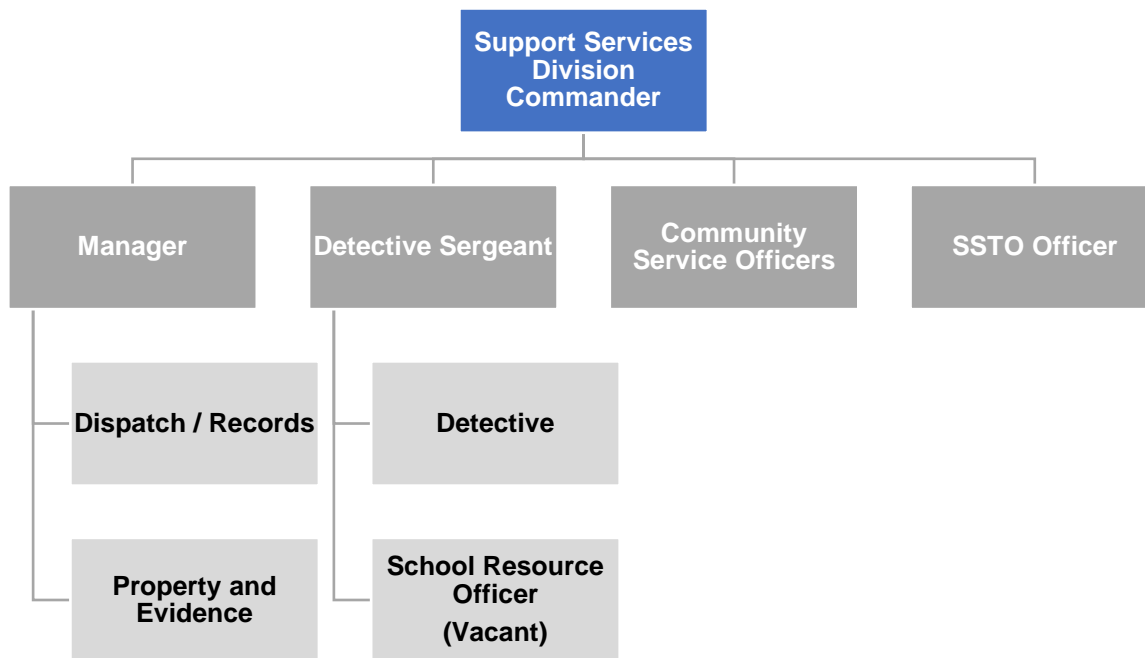 Support Services
Division
Commander
Manager
Detective Sergeant
Community
Service Officers
SSTO Officer
Dispatch / Records
Detective
Property and
Evidence
School Resource
Officer
(Vacant)